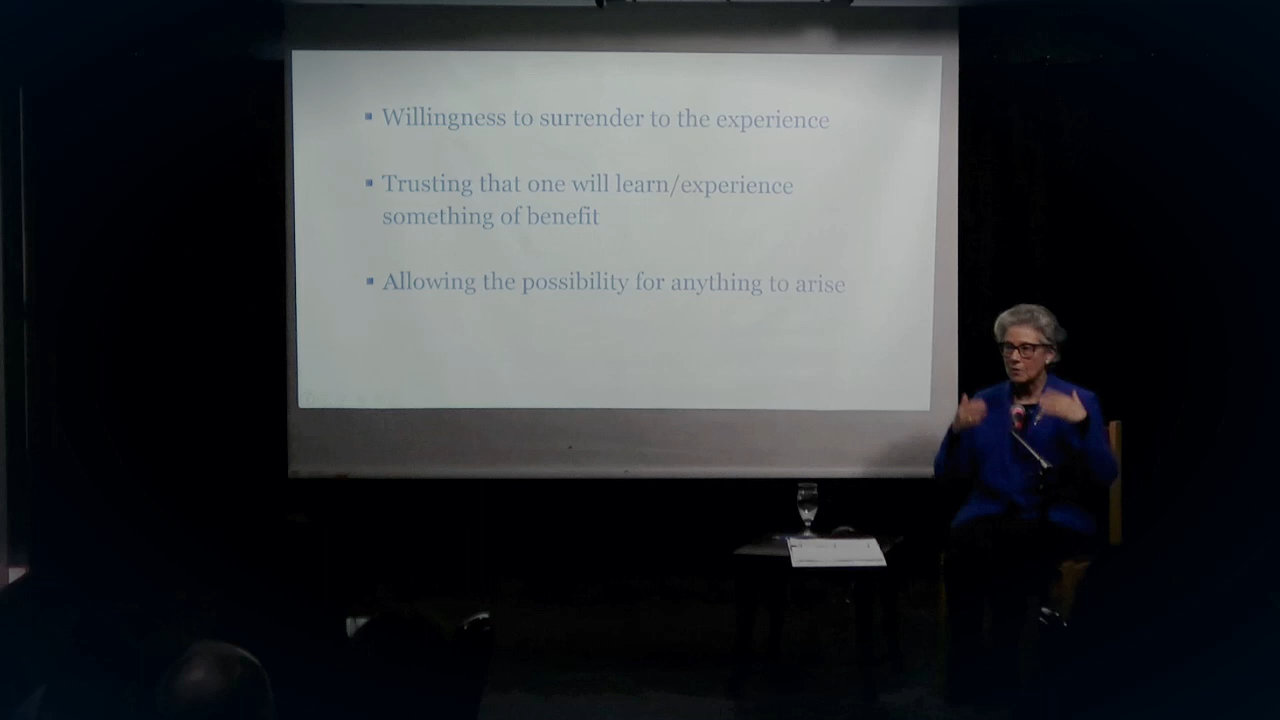 ▪ Willingness to surrender to the experience
▪ Trusting that one will learn/experience
something of benefit
▪ Allowing the possibility for anything to arise